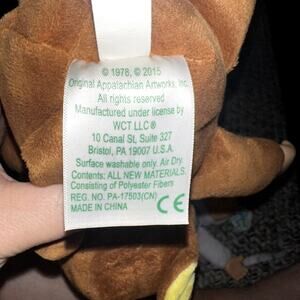 © 1978, © 2015
Original Appalachian Artworks, Inc.
All rights reserved
Manufactured under license by
WCT LLC ®
10 Canal St, Suite 327
Bristol, PA 19007 U.S.A.
Surface washable only. Air Dry.
Contents: ALL NEW MATERIALS
Consisting of Polyester Fibers
REG. NO. PA-17503(CN)
MADE IN CHINA
CE